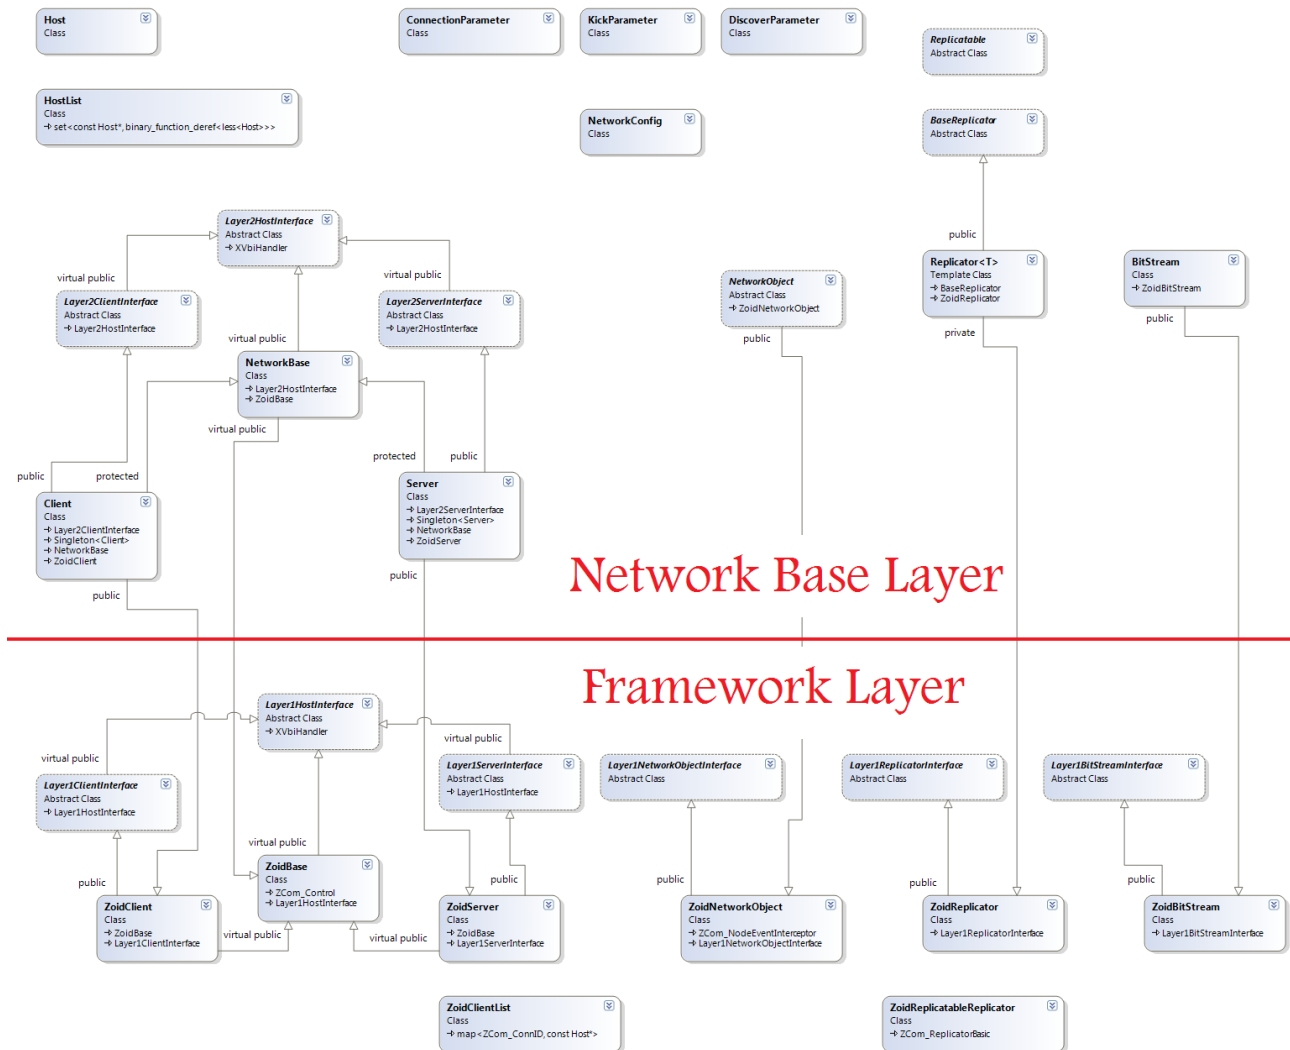 Host
Class
ConnectionParameter
Class
KickParameter
Class
DiscoverParameter
Class
Replicatable
Abstract Class
HostList
Class
set<const Host*, binary_function_deref<less<Host>>>
NetworkConfig
Class
BaseReplicator
Abstract Class
public
Layer2HostInterface
Abstract Class
XVbiHandler
virtual public
virtual public
Layer2ClientInterface
Abstract Class
Layer2HostInterface
Layer2ServerInterface
Abstract Class
Layer2HostInterface
virtual public
NetworkObject
Abstract Class
ZoidNetworkObject
public
Replicator<T>
Template Class
BaseReplicator
ZoidReplicator
private
BitStream
Class
ZoidBitStream
public
NetworkBase
Class
Layer2HostInterface
ZoidBase
virtual public
public
protected
protected
public
Client
Class
Layer2ClientInterface
Singleton<Client>
NetworkBase
ZoidClient
public
Server
Class
Layer2ServerInterface
Singleton<Server>
NetworkBase
ZoidServer
public
Network Base Layer
Framework Layer
Layer1HostInterface
Abstract Class
XVbiHandler
virtual public
virtual public
Layer1ClientInterface
Abstract Class
Layer1HostInterface
Layer1ServerInterface
Abstract Class
Layer1HostInterface
Layer1NetworkObjectInterface
Abstract Class
Layer1ReplicatorInterface
Abstract Class
Layer1BitStreamInterface
Abstract Class
virtual public
public
public
public
public
public
ZoidBase
Class
ZCom_Control
Layer1HostInterface
ZoidClient
Class
ZoidBase
Layer1ClientInterface
virtual public
virtual public
ZoidServer
Class
ZoidBase
Layer1ServerInterface
ZoidNetworkObject
Class
ZCom_NodeEventInterceptor
Layer1NetworkObjectInterface
ZoidReplicator
Class
Layer1ReplicatorInterface
ZoidBitStream
Class
Layer1BitStreamInterface
ZoidClientList
Class
map<ZCom_ConnID, const Host*>
ZoidReplicatableReplicator
Class
ZCom_ReplicatorBasic